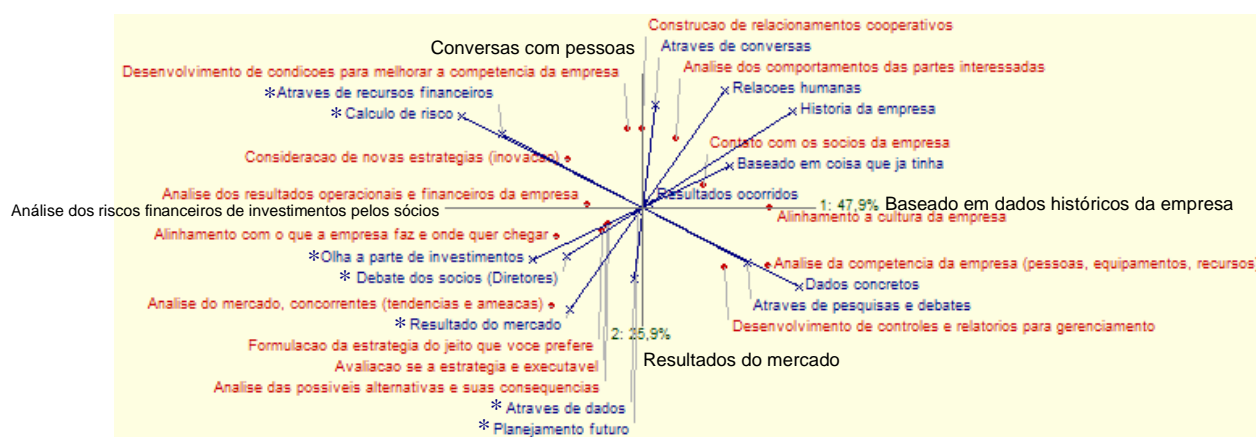 Construcao de relacionamentos cooperativos
Conversas com pessoas
Atraves de conversas
Desenvolvimento de condicoes para melhorar a competencia da empresa
Analise dos comportamentos das partes interessadas
*Atraves de recursos financeiros
Relacoes humanas
* Calculo de risco
Historia da empresa
Contato com os socios da empresa
Consideracao de novas estrategias (inovacao)
Baseado em coisa que ja tinha
Analise dos resultados operacionais e financeiros da empresa
Resultados ocorridos
Análise dos riscos financeiros de investimentos pelos sócios
1: 47,9% Baseado em dados históricos da empresa
Alinhamento a cultura da empresa
Alinhamento com o que a empresa faz e onde quer chegar
*Olha a parte de investimentos
Analise da competencia da empresa (pessoas, equipamentos, recursos)
* Debate dos socios (Diretores)
Dados concretos
Analise do mercado, concorrentes (tendencias e ameacas)
Atraves de pesquisas e debates
* Resultado do mercado
Desenvolvimento de controles e relatorios para gerenciamento
2: 25,9%
Formulacao da estrategia do jeito que voce prefere
Resultados do mercado
Avaliacao se a estrategia e executavel
Analise das possiveis alternativas e suas consequencias
* Atraves de dados
* Planejamento futuro